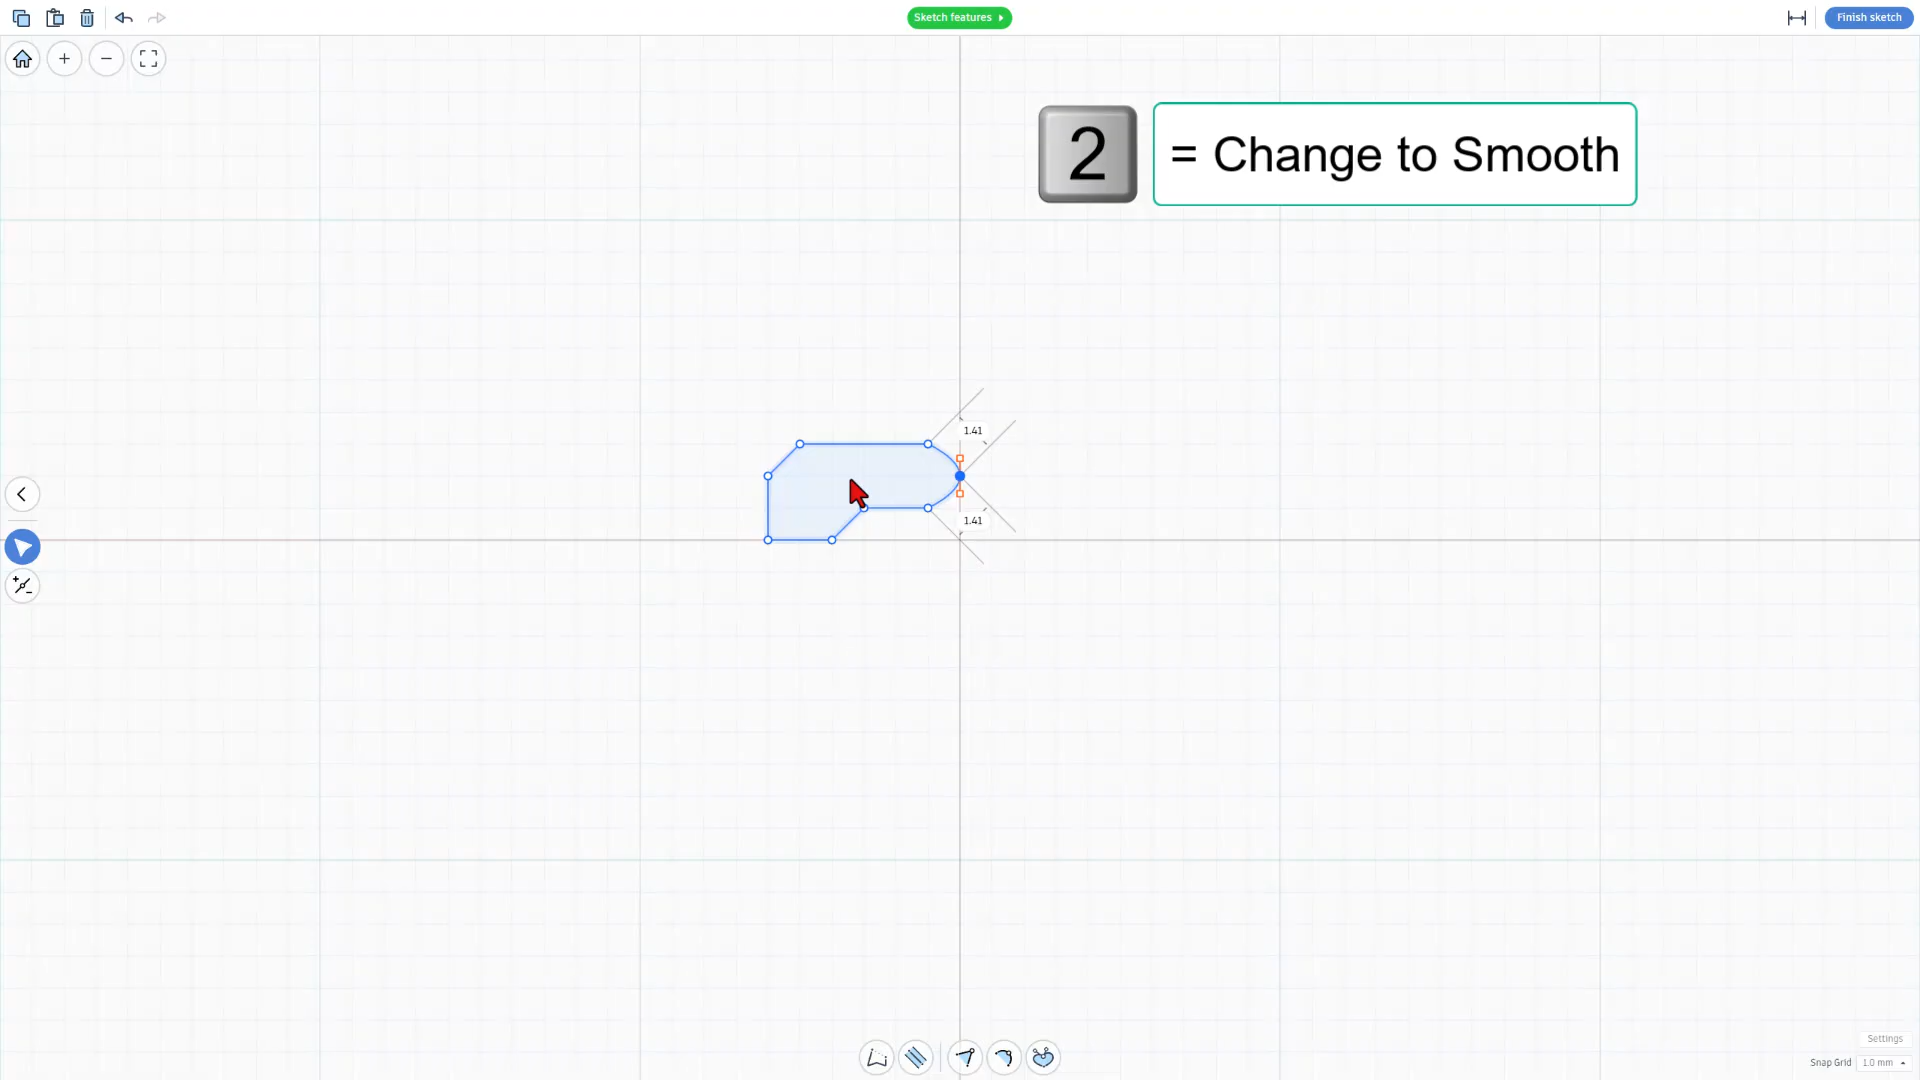 Sketch features
Finish sketch
2 = Change to Smooth
1.41
1.41
Settings
Snap Grid 1.0 mm